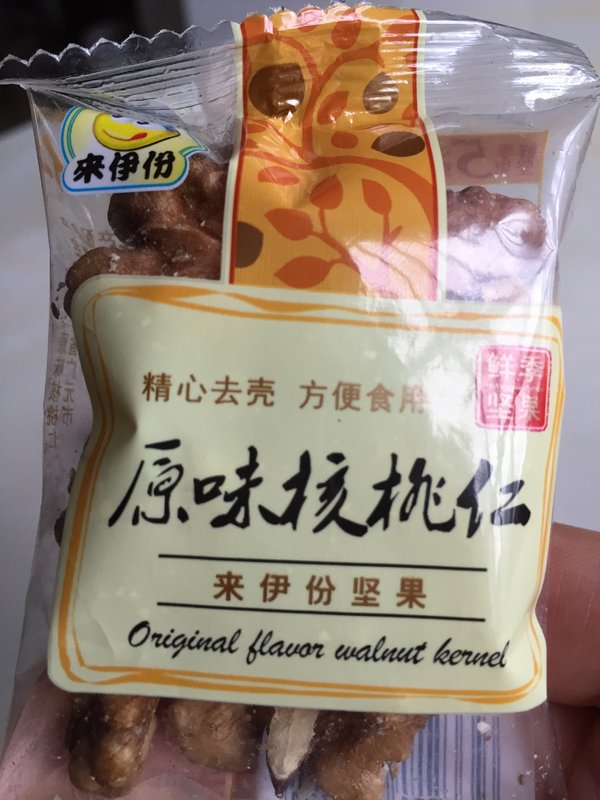 来伊份
精心去壳 方便食用
鲜季
坚果
原味核桃仁
来伊份坚果
Original flavor walnut kernel